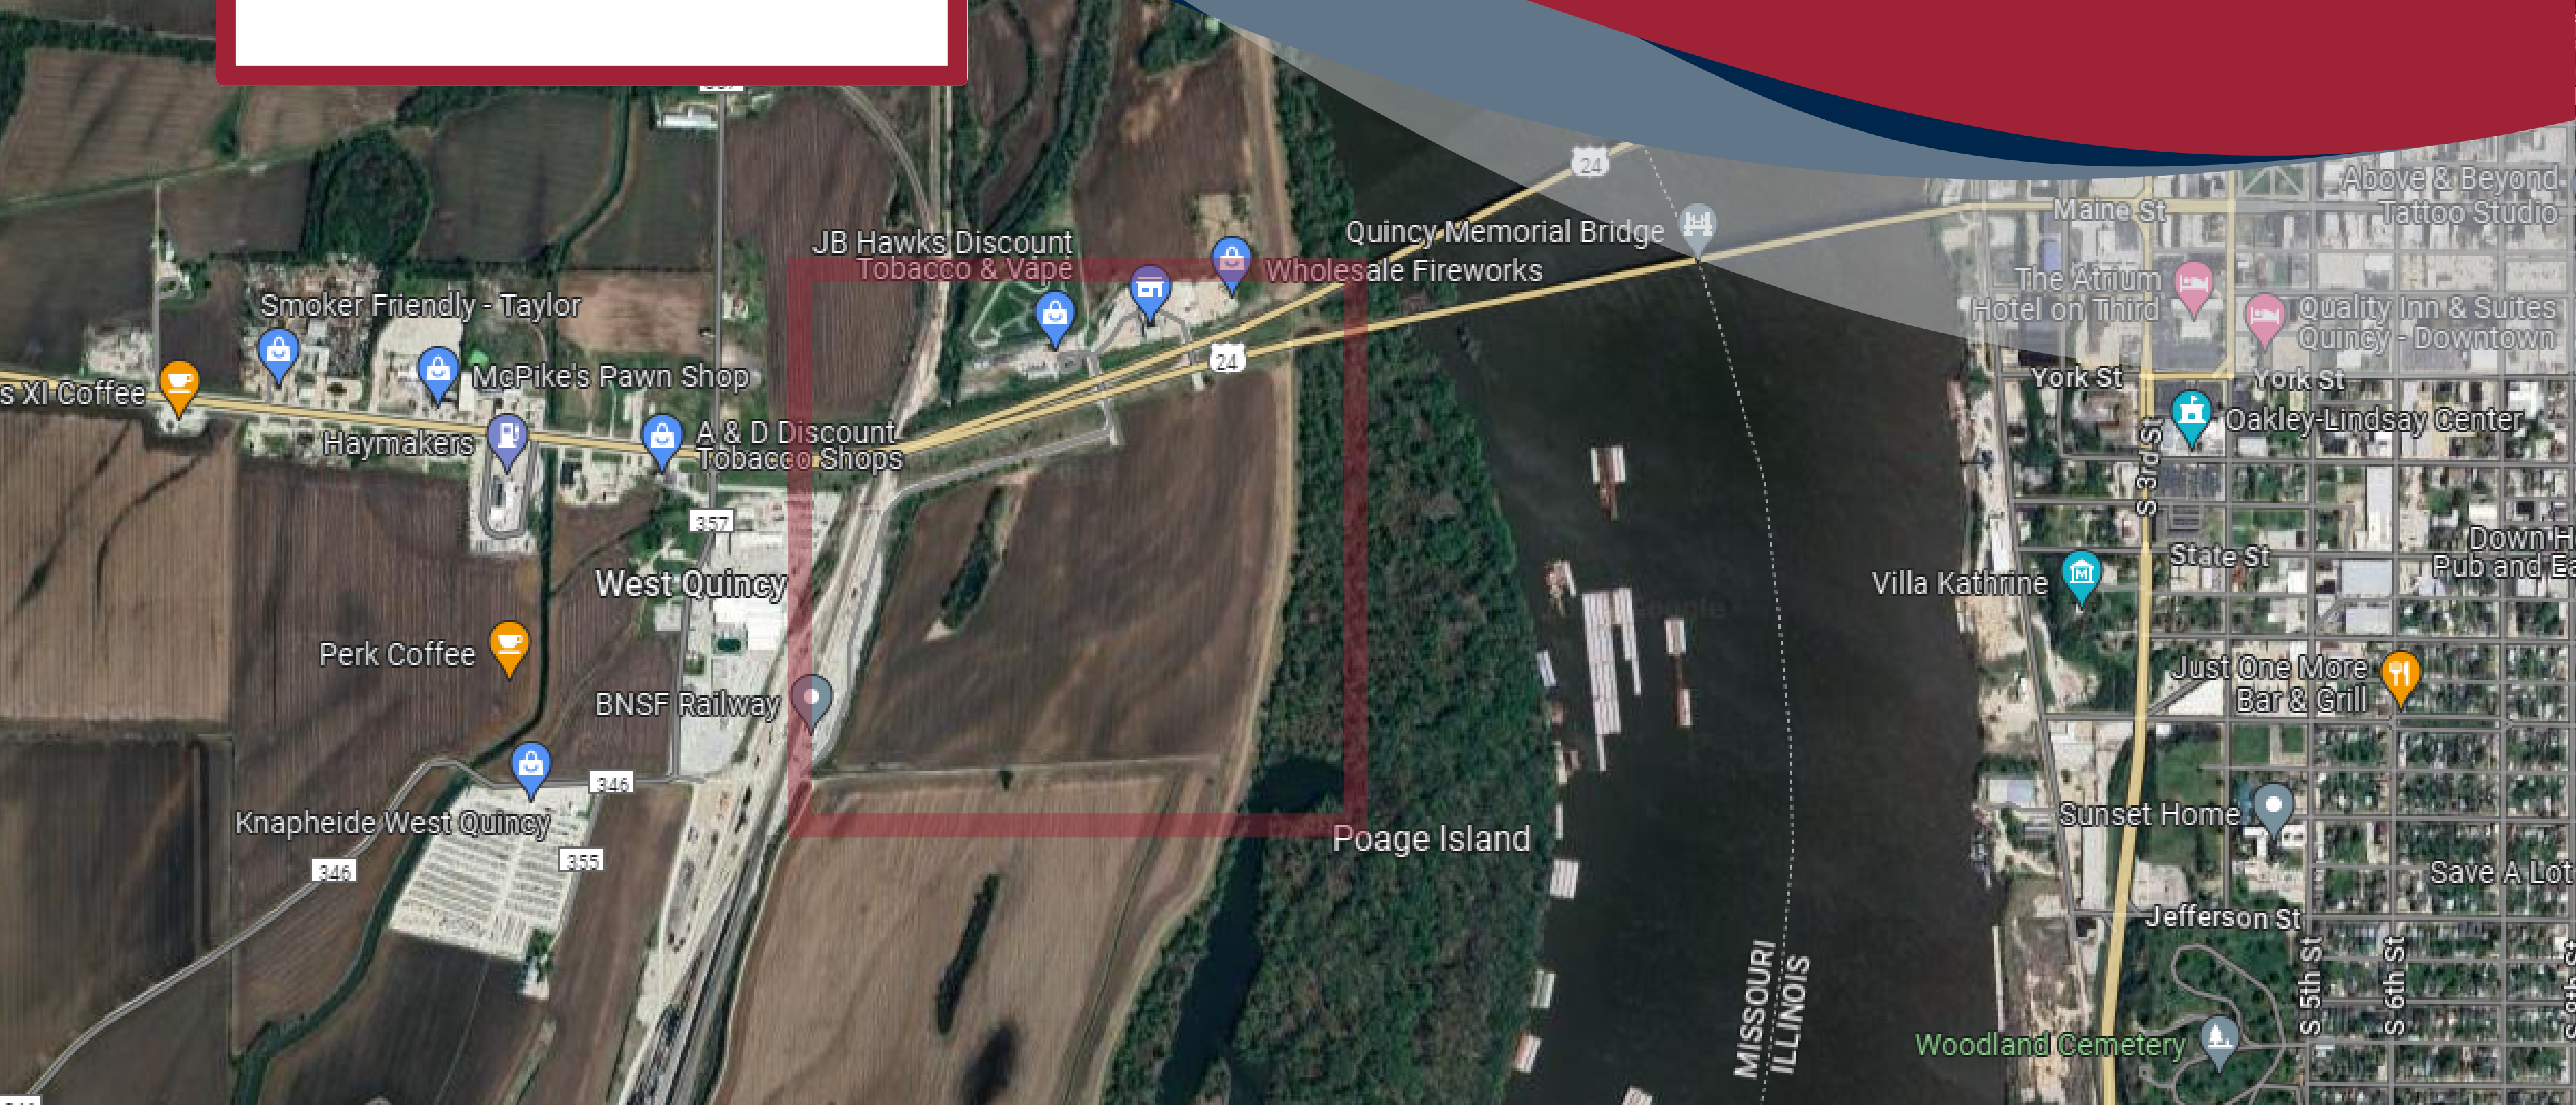 24
Above & Beyond
Tattoo Studio
Maine St
Quincy Memorial Bridge
JB Hawks Discount
Tobacco & Vape
Wholesale Fireworks
The Atrium
Hotel on Third
Quality Inn & Suites
Quincy - Downtown
Smoker Friendly - Taylor
24
McPike's Pawn Shop
s XI Coffee
York St
York St
Oakley-Lindsay Center
Haymakers
A & D Discount
Tobacco Shops
S 3rd St
357
Down H
Pub and Ea
State St
West Quincy
Villa Kathrine
Perk Coffee
Just One More
Bar & Grill
BNSF Railway
346
Knapheide West Quincy
Sunset Home
Poage Island
355
346
Save A Lot
Jefferson St
MISSOURI
ILLINOIS
S 5th St
S 6th St
Woodland Cemetery